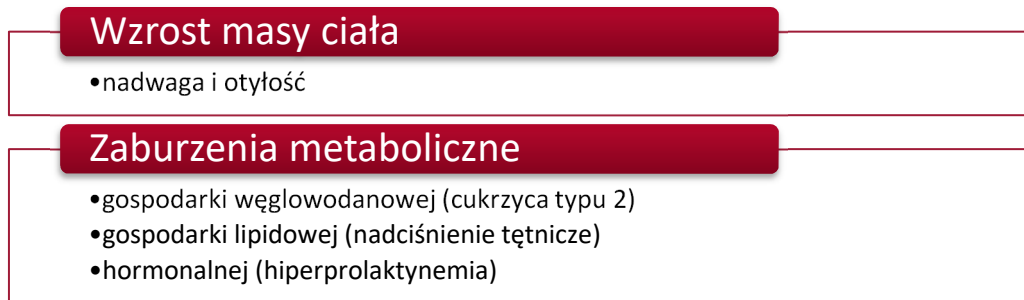 Wzrost masy ciała
•nadwaga i otyłość
Zaburzenia metaboliczne
•gospodarki węglowodanowej (cukrzyca typu 2)
•gospodarki lipidowej (nadciśnienie tętnicze)
•hormonalnej (hiperprolaktynemia)